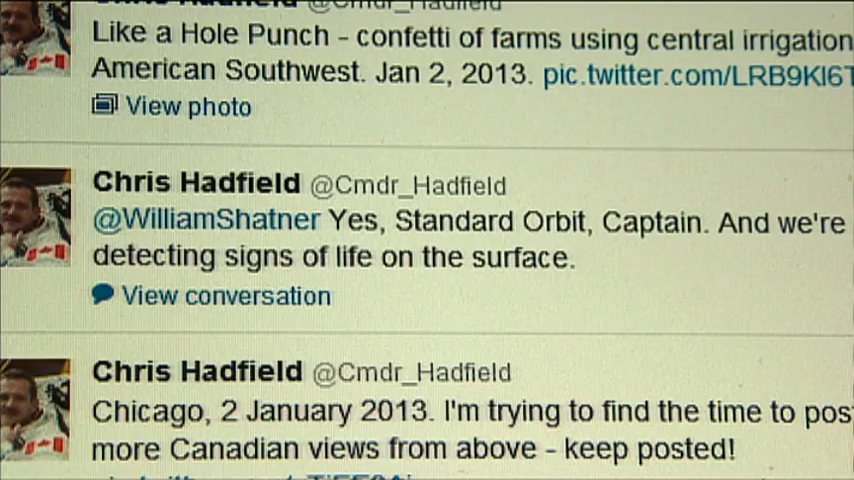 Chris Hadfield @Cmdr_Hadfield
Like a Hole Punch - confetti of farms using central irrigation
American Southwest. Jan 2, 2013. pic.twitter.com/LRB9KI6T
View photo
Chris Hadfield @Cmdr_Hadfield
@WilliamShatner Yes, Standard Orbit, Captain. And we're
detecting signs of life on the surface.
View conversation
Chris Hadfield @Cmdr_Hadfield
Chicago, 2 January 2013. I'm trying to find the time to pos
more Canadian views from above - keep posted!